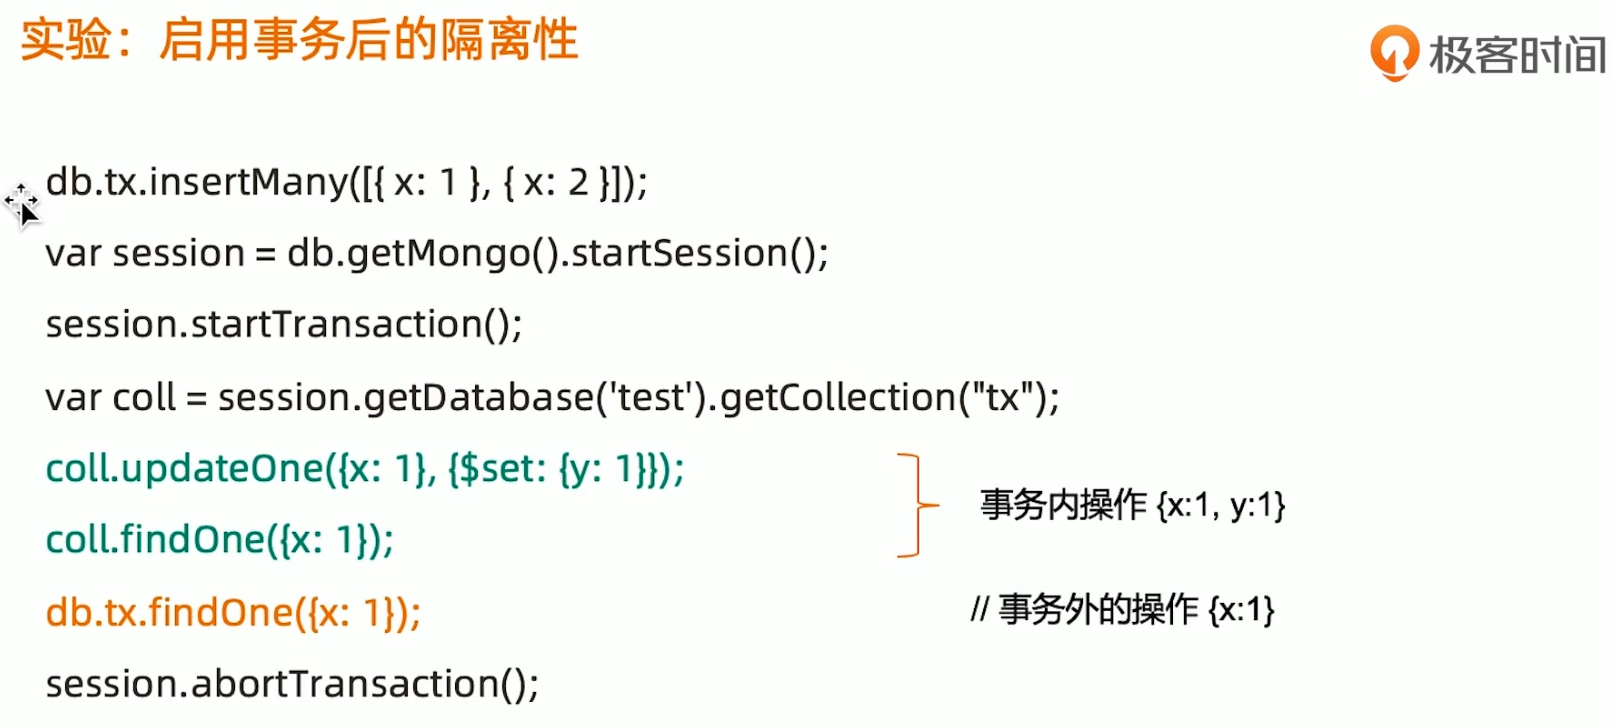 实验：启用事务后的隔离性
极客时间
db.tx.insertMany([{ x: 1 }, { x: 2 }]);
var session = db.getMongo().startSession();
session.startTransaction();
var coll = session.getDatabase('test').getCollection("tx");
coll.updateOne({x: 1}, {$set: {y: 1}});
coll.findOne({x: 1});
事务内操作 {x:1, y:1}
db.tx.findOne({x: 1});
// 事务外的操作 {x:1}
session.abortTransaction();